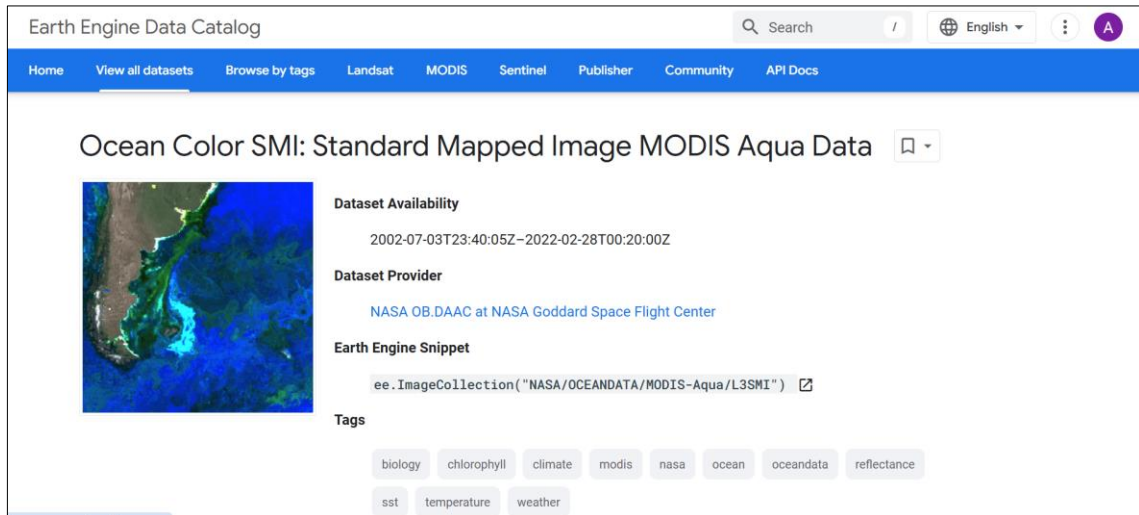 Earth Engine Data Catalog
Search /
English
A
Home View all datasets Browse by tags Landsat MODIS Sentinel Publisher Community API Docs
Ocean Color SMI: Standard Mapped Image MODIS Aqua Data
Dataset Availability
2002-07-03T23:40:05Z–2022-02-28T00:20:00Z
Dataset Provider
NASA OB.DAAC at NASA Goddard Space Flight Center
Earth Engine Snippet
ee.ImageCollection("NASA/OCEANDATA/MODIS-Aqua/L3SMI")
Tags
biology chlorophyll climate modis nasa ocean oceandata reflectance
sst temperature weather